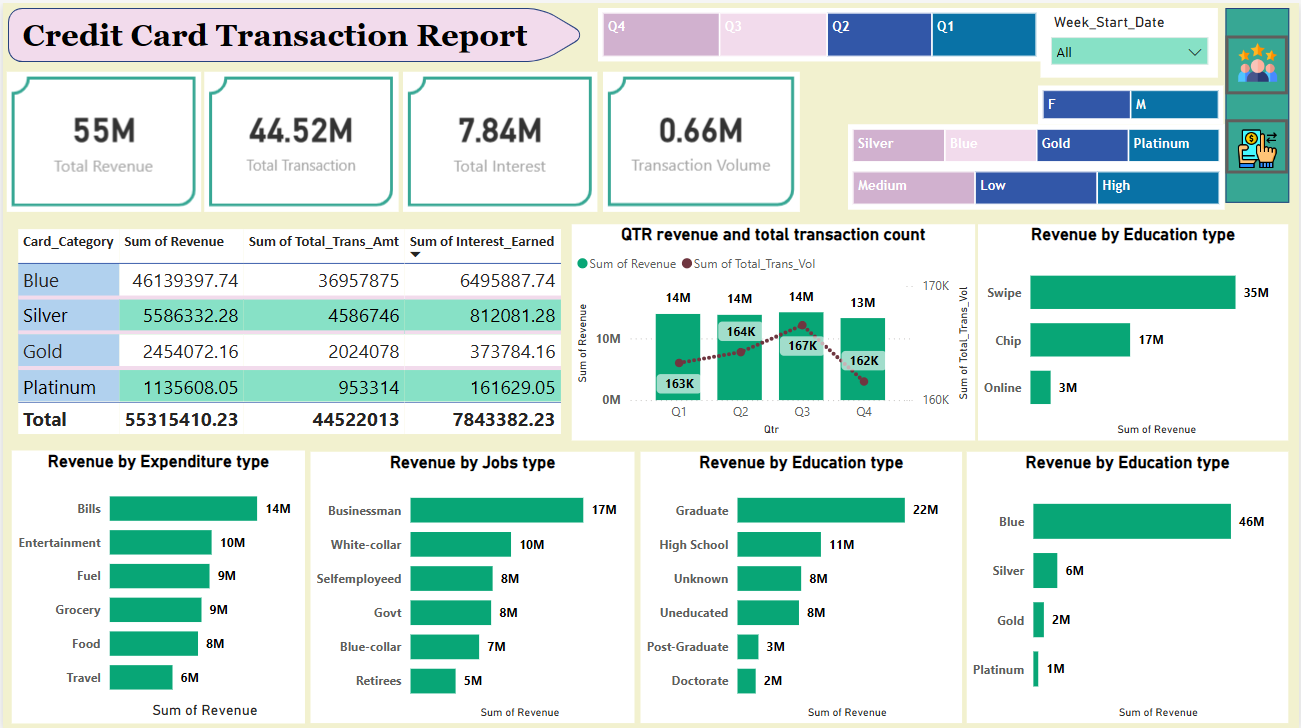 Credit Card Transaction Report
Q4 Q3 Q2 Q1
Week_Start_Date
All
F M
Silver Blue Gold Platinum
Medium Low High
55M
Total Revenue
44.52M
Total Transaction
7.84M
Total Interest
0.66M
Transaction Volume
Card_Category Sum of Revenue Sum of Total_Trans_Amt Sum of Interest_Earned
Blue 46139397.74 36957875 6495887.74
Silver 5586332.28 4586746 812081.28
Gold 2454072.16 2024078 373784.16
Platinum 1135608.05 953314 161629.05
Total 55315410.23 44522013 7843382.23
QTR revenue and total transaction count
Sum of Revenue Sum of Total_Trans_Vol
Sum of Revenue
10M
0M
14M 14M 14M 13M
163K 164K 167K 162K
170K
160K
Sum of Total_Trans_Vol
Q1 Q2 Q3 Q4
Qtr
Revenue by Education type
Swipe 35M
Chip 17M
Online 3M
Sum of Revenue
Revenue by Expenditure type
Bills 14M
Entertainment 10M
Fuel 9M
Grocery 9M
Food 8M
Travel 6M
Sum of Revenue
Revenue by Jobs type
Businessman 17M
White-collar 10M
Selfemployeed 8M
Govt 8M
Blue-collar 7M
Retirees 5M
Sum of Revenue
Revenue by Education type
Graduate 22M
High School 11M
Unknown 8M
Uneducated 8M
Post-Graduate 3M
Doctorate 2M
Sum of Revenue
Revenue by Education type
Blue 46M
Silver 6M
Gold 2M
Platinum 1M
Sum of Revenue